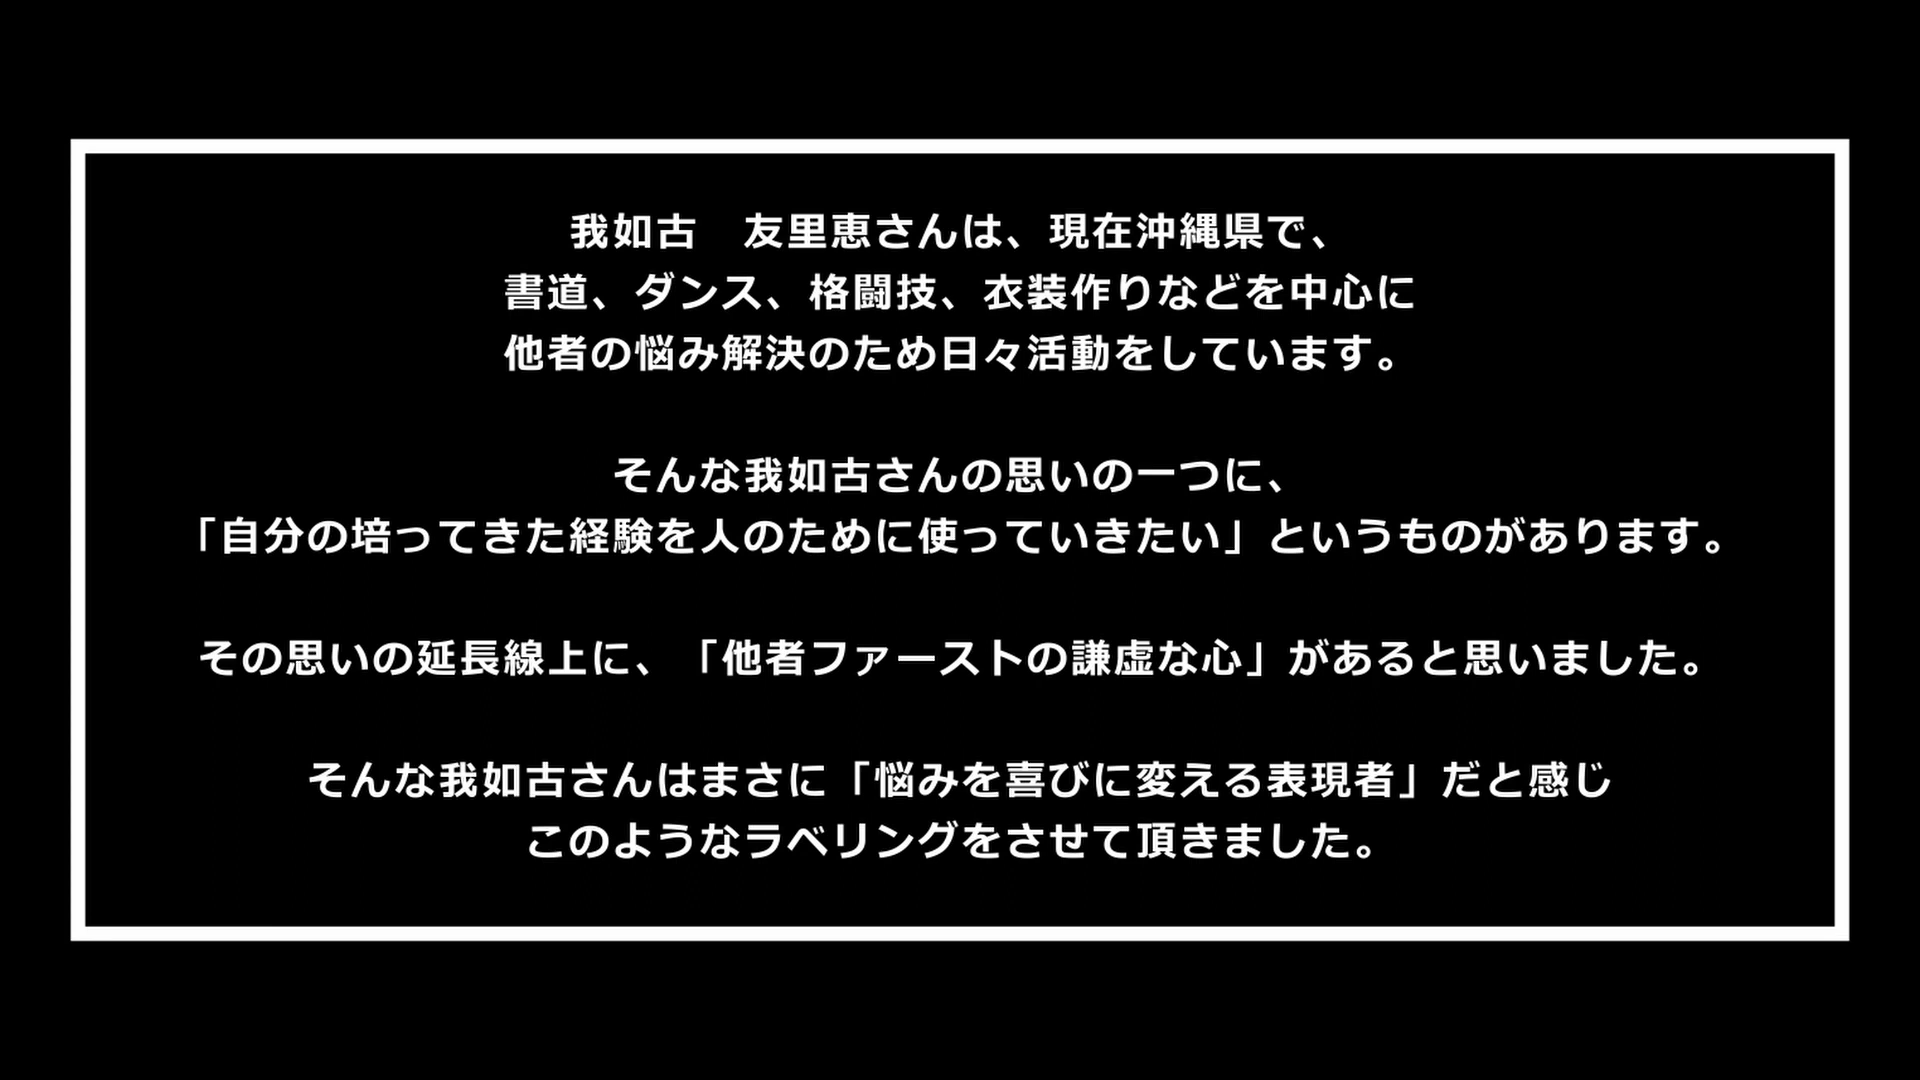 我如古　友里恵さんは、現在沖縄県で、
書道、ダンス、格闘技、衣装作りなどを中心に
他者の悩み解決のため日々活動をしています。
そんな我如古さんの思いの一つに、
「自分の培ってきた経験を人のために使っていきたい」というものがあります。
その思いの延長線上に、「他者ファーストの謙虚な心」があると思いました。
そんな我如古さんはまさに「悩みを喜びに変える表現者」だと感じ
このようなラベリングをさせて頂きました。